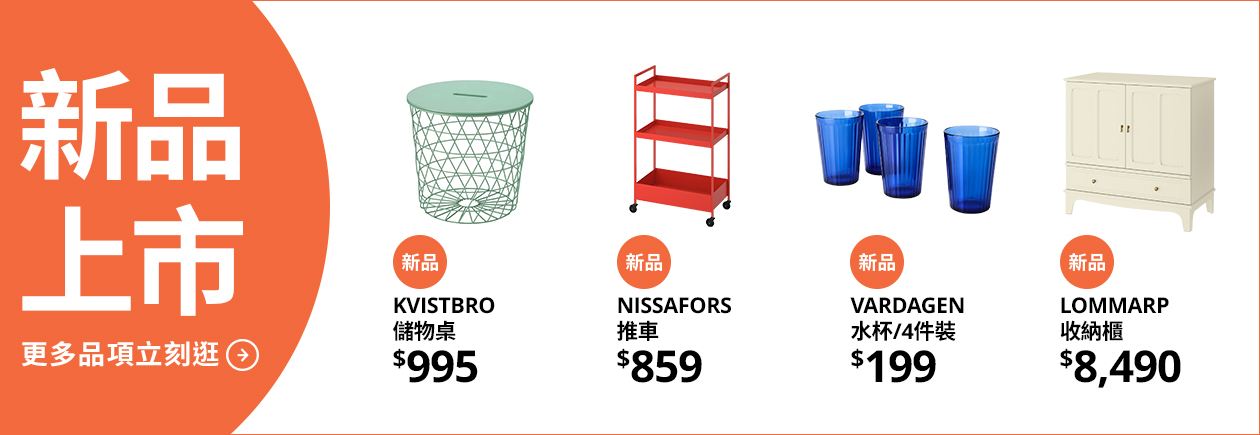 新品
上市
更多品項立刻逛
新品
KVISTBRO
儲物桌
$995
新品
NISSAFORS
推車
$859
新品
VARDAGEN
水杯/4件裝
$199
新品
LOMMARP
收納櫃
$8,490